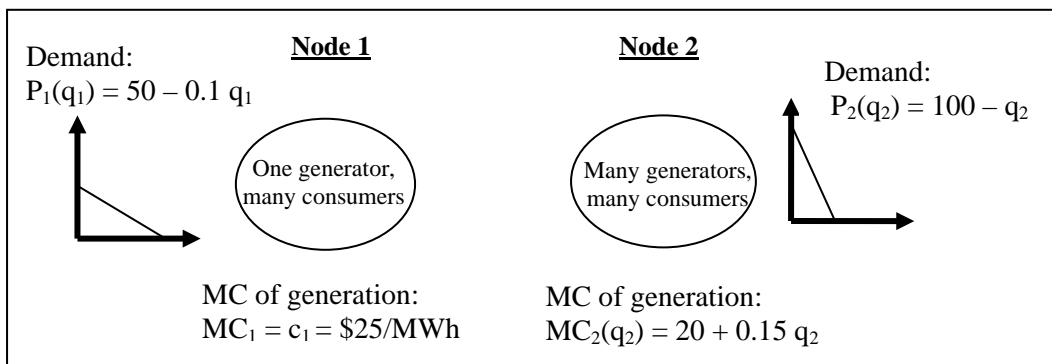 Node 1
Node 2
Demand:
P₁(q₁) = 50 – 0.1 q₁
Demand:
P₂(q₂) = 100 – q₂
One generator,
many consumers
Many generators,
many consumers
MC of generation:
MC₁ = c₁ = $25/MWh
MC of generation:
MC₂(q₂) = 20 + 0.15 q₂